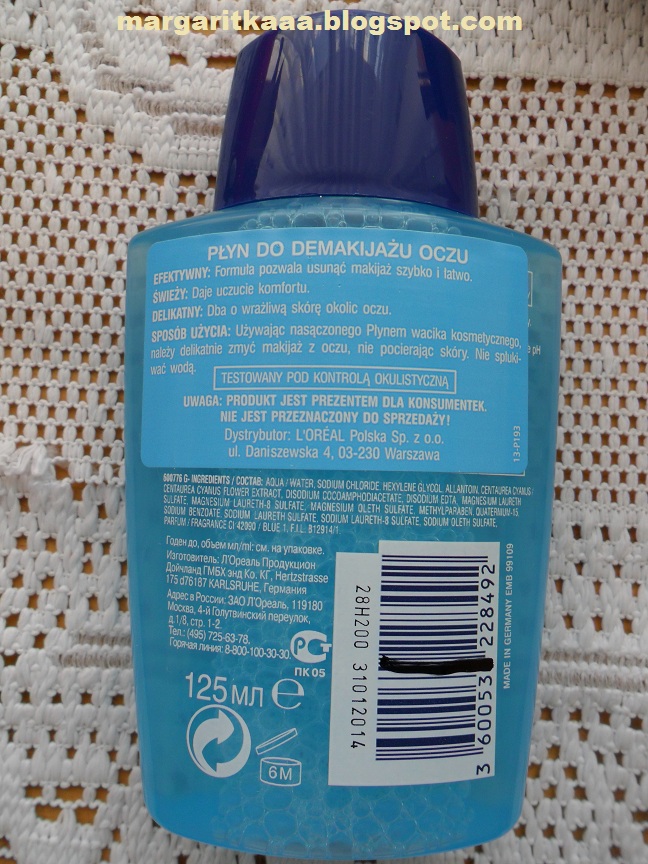 margaritkaaa.blogspot.com
PŁYN DO DEMAKIJAŻU OCZU
EFEKTYWNY: Formuła pozwala usunąć makijaż szybko i łatwo.
ŚWIEŻY: Daje uczucie komfortu.
DELIKATNY: Dba o wrażliwą skórę okolic oczu.
SPOSÓB UŻYCIA: Używając nasączonego Płynem wacika kosmetycznego,
należy delikatnie zmyć makijaż z oczu, nie pocierając skóry. Nie spłuki-
wać wodą.
TESTOWANY POD KONTROLĄ OKULISTYCZNĄ
UWAGA: PRODUKT JEST PREZENTEM DLA KONSUMENTEK.
NIE JEST PRZEZNACZONY DO SPRZEDAŻY!
Dystrybutor: L'ORÉAL Polska Sp. z o.o.
ul. Daniszewska 4, 03-230 Warszawa
13-P193
pH
600776 G- INGREDIENTS / СОСТАВ: AQUA / WATER, SODIUM CHLORIDE, HEXYLENE GLYCOL, ALLANTOIN, CENTAUREA CYANUS /
CENTAUREA CYANUS FLOWER EXTRACT, DISODIUM COCOAMPHODIACETATE, DISODIUM EDTA, MAGNESIUM LAURETH
SULFATE, MAGNESIUM LAURETH-8 SULFATE, MAGNESIUM OLETH SULFATE, METHYLPARABEN, QUATERNIUM-15,
SODIUM BENZOATE, SODIUM LAURETH SULFATE, SODIUM LAURETH-8 SULFATE, SODIUM OLETH SULFATE,
PARFUM / FRAGRANCE CI 42090 / BLUE 1, F.I.L. B12914/1
Годен до, объем мл/ml: см. на упаковке.
Изготовитель: Л'Ореаль Продукцион
Дойчланд ГМБХ энд Ко. КГ, Hertzstrasse
175 d76187 KARLSRUHE, Германия
Адрес в России: ЗАО Л'Ореаль, 119180
Москва, 4-й Голутвинский переулок,
д.1/8, стр. 1-2.
Тел.: (495) 725-63-78,
Горячая линия: 8-800-100-30-30.
ПК 05
125 МЛ e
6M
28H200 31012014
3 60053 228492
MADE IN GERMANY EMB 99109